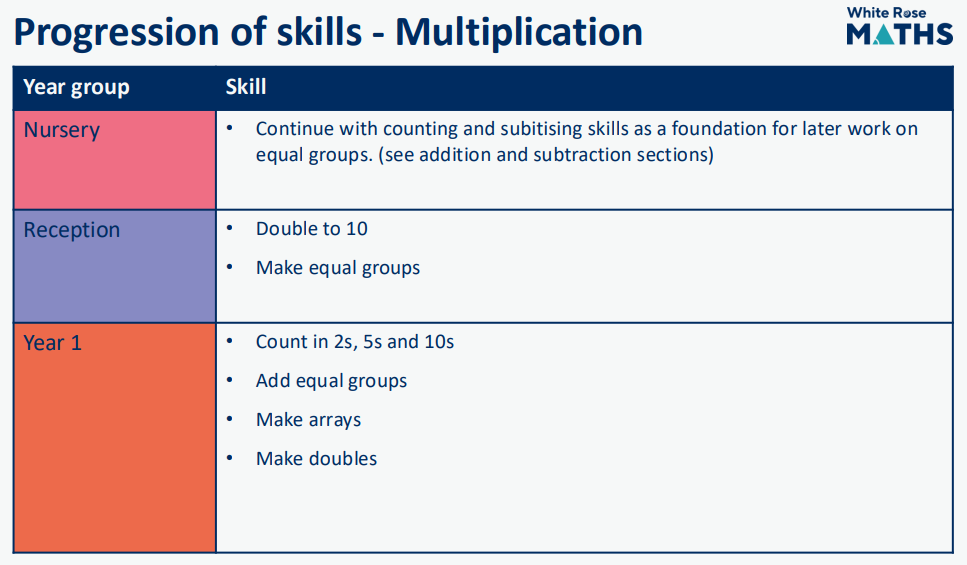 Progression of skills - Multiplication
White Rose
MATHS
Year group Skill
Nursery
• Continue with counting and subitising skills as a foundation for later work on
equal groups. (see addition and subtraction sections)
Reception
• Double to 10
• Make equal groups
Year 1
• Count in 2s, 5s and 10s
• Add equal groups
• Make arrays
• Make doubles